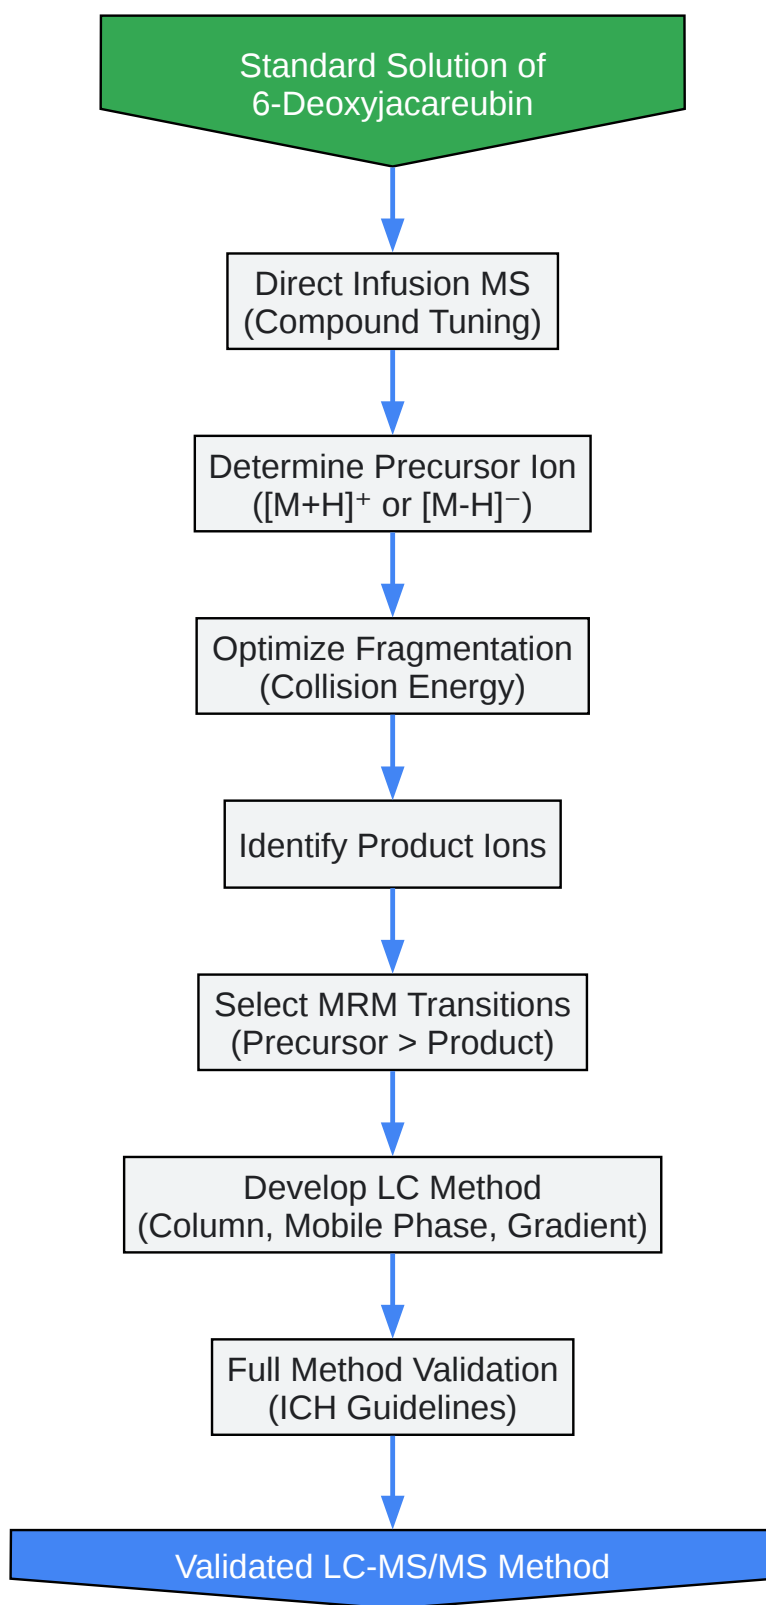 Standard Solution of
6-Deoxyjacareubin
Direct Infusion MS
(Compound Tuning)
Determine Precursor Ion
([M+H]⁺ or [M-H]⁻)
Optimize Fragmentation
(Collision Energy)
Identify Product Ions
Select MRM Transitions
(Precursor > Product)
Develop LC Method
(Column, Mobile Phase, Gradient)
Full Method Validation
(ICH Guidelines)
Validated LC-MS/MS Method